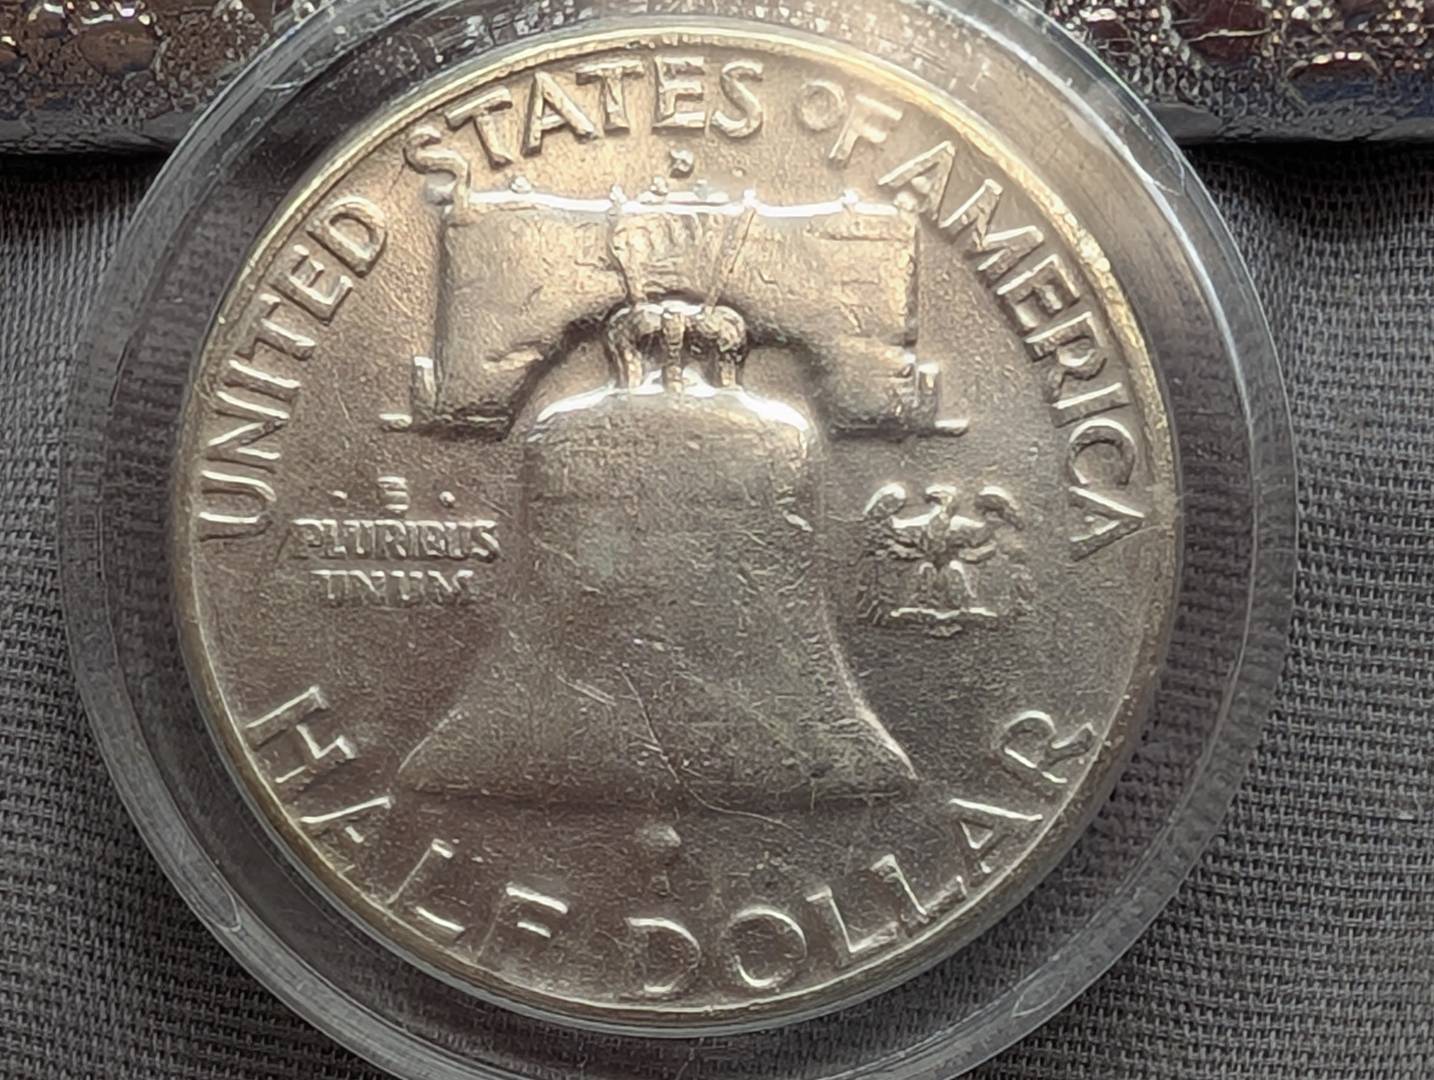 UNITED STATES OF AMERICA
· E ·
PLURIBUS
UNUM
HALF DOLLAR